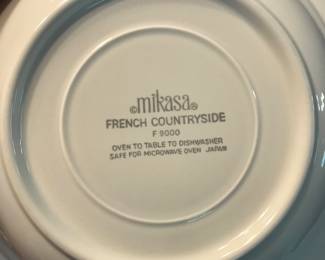 ©mikasa®
FRENCH COUNTRYSIDE
F 9000
OVEN TO TABLE TO DISHWASHER
SAFE FOR MICROWAVE OVEN JAPAN